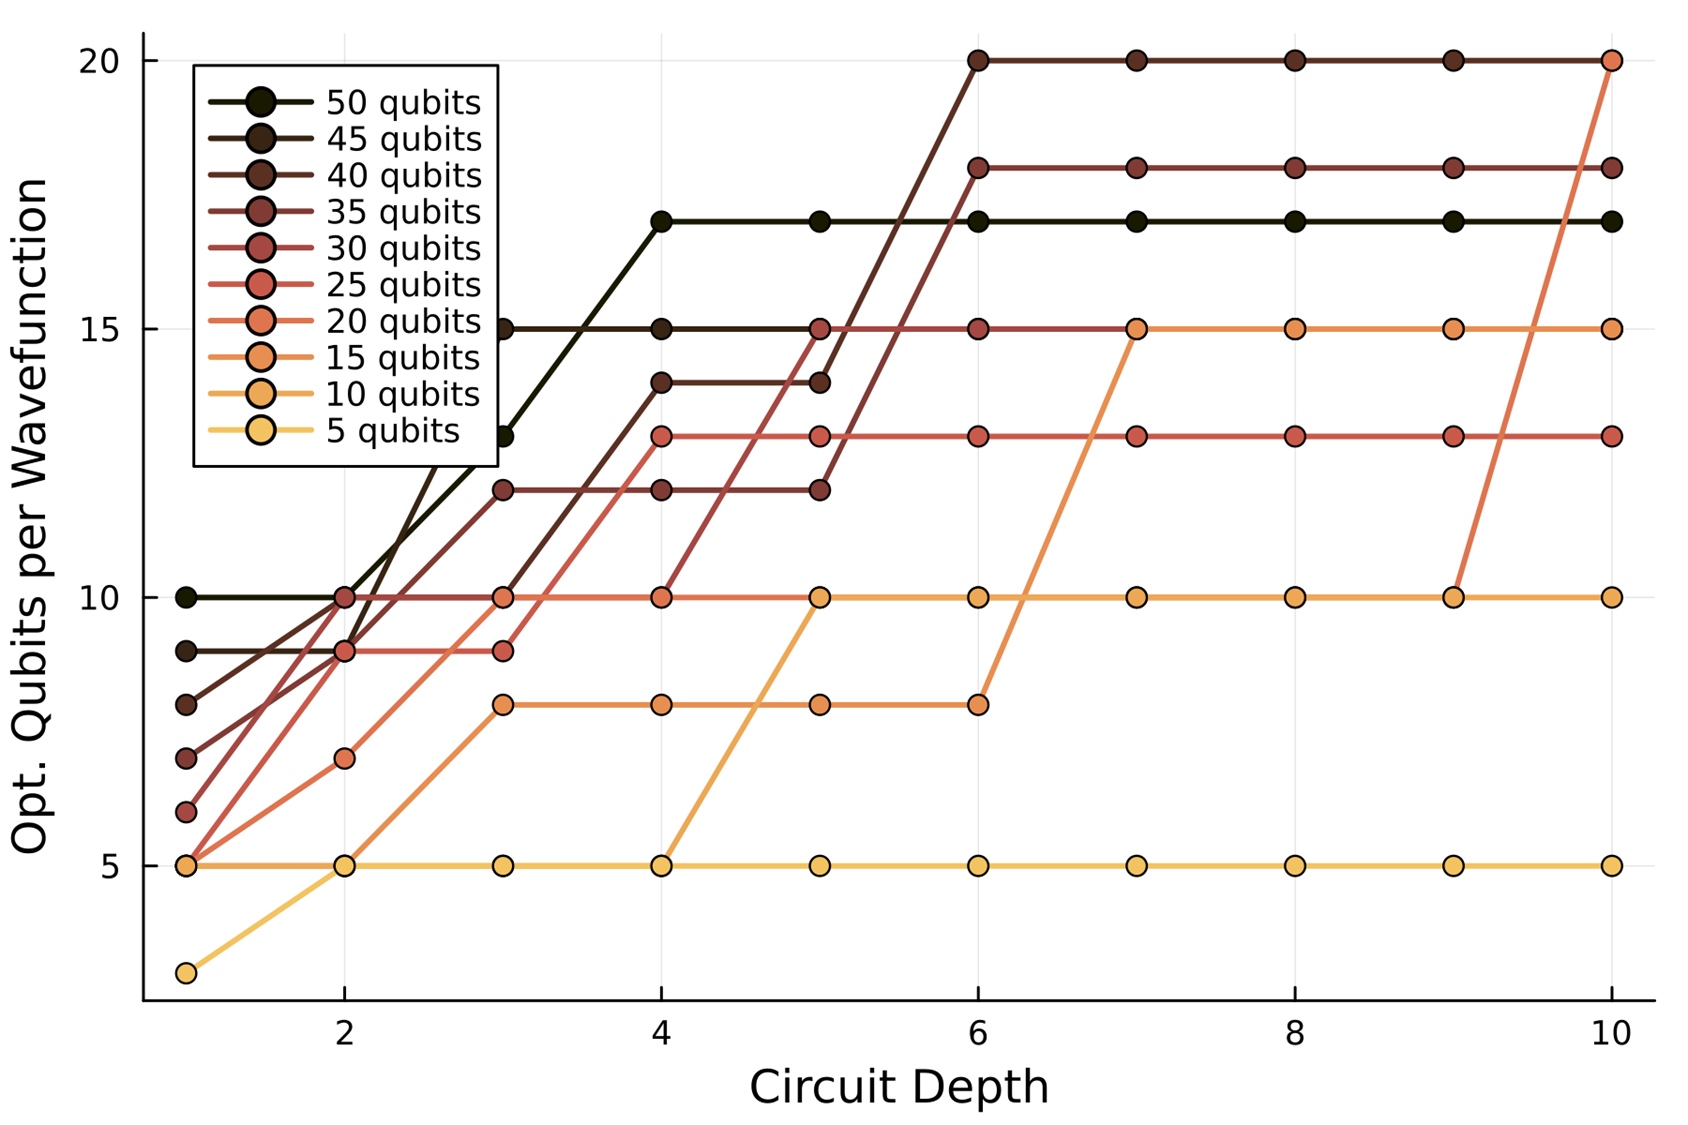 Opt. Qubits per Wavefunction
20
15
10
5
50 qubits
45 qubits
40 qubits
35 qubits
30 qubits
25 qubits
20 qubits
15 qubits
10 qubits
5 qubits
2 4 6 8 10
Circuit Depth